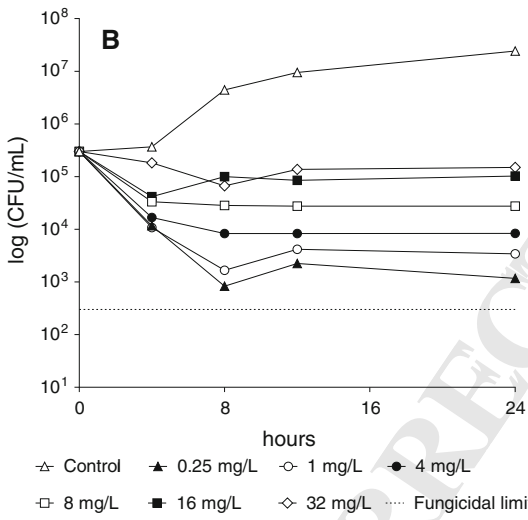 B
10⁸
10⁷
10⁶
10⁵
10⁴
10³
10²
10¹
log (CFU/mL)
0 8 16 24
hours
Control 0.25 mg/L 1 mg/L 4 mg/L
8 mg/L 16 mg/L 32 mg/L Fungicidal limi
PREC